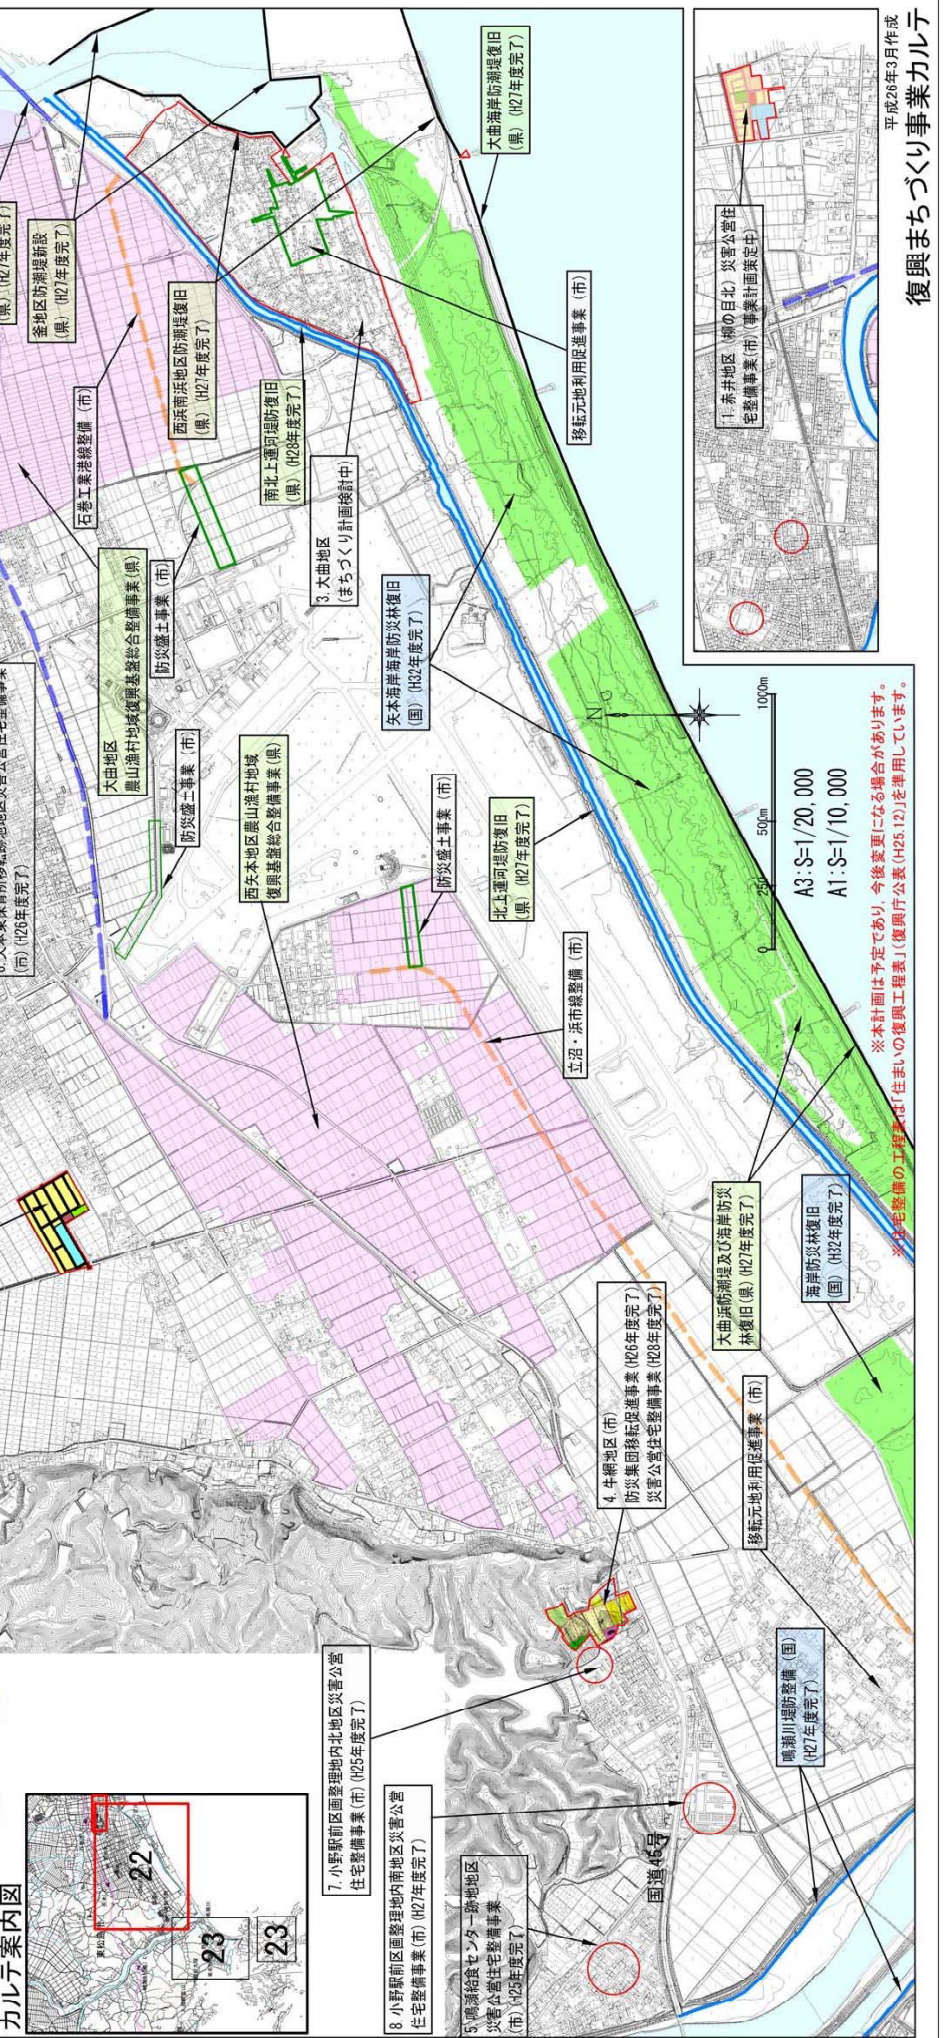 カルテ案内図
22
23
23
復興まちづくり事業カルテ
平成26年3月作成
(市)(H26年度完了)
釜地区防潮堤新設
(県)(H27年度完了)
石巻工業港線整備(市)
西浜南浜地区防潮堤復旧
(県)(H27年度完了)
大曲海岸防潮堤復旧
(県)(H27年度完了)
大曲地区
農山漁村地域復興基盤総合整備事業(県)
防災盛土事業(市)
南北上運河堤防復旧
(県)(H28年度完了)
3.大曲地区
(まちづくり計画検討中)
移転元地利用促進事業(市)
防災盛土事業(市)
西矢本地区農山漁村地域
復興基盤総合整備事業(県)
矢本海岸海岸防災林復旧
(国)(H32年度完了)
防災盛土事業(市)
北上運河堤防復旧
(県)(H27年度完了)
立沼・浜市線整備(市)
1.赤井地区(柳の目北)災害公営住
宅整備事業(市)(事業計画策定中)
N
0
250
500m
1000m
A3:S=1/20,000
A1:S=1/10,000
4.牛網地区(市)
防災集団移転促進事業(H26年度完了)
災害公営住宅整備事業(H28年度完了)
大曲浜防潮堤及び海岸防災
林復旧(県)(H27年度完了)
海岸防災林復旧
(国)(H32年度完了)
移転元地利用促進事業(市)
7.小野駅前区画整理地内北地区災害公営
住宅整備事業(市)(H25年度完了)
8.小野駅前区画整理地内南地区災害公営
住宅整備事業(市)(H27年度完了)
5.鳴瀬給食センター跡地地区
災害公営住宅整備事業
(市)(H25年度完了)
国道45号
鳴瀬川堤防整備(国)
(H27年度完了)
※本計画は予定であり、今後変更になる場合があります。
※住宅整備の工程表は「住まいの復興工程表」(復興庁公表(H25.12))を準用しています。